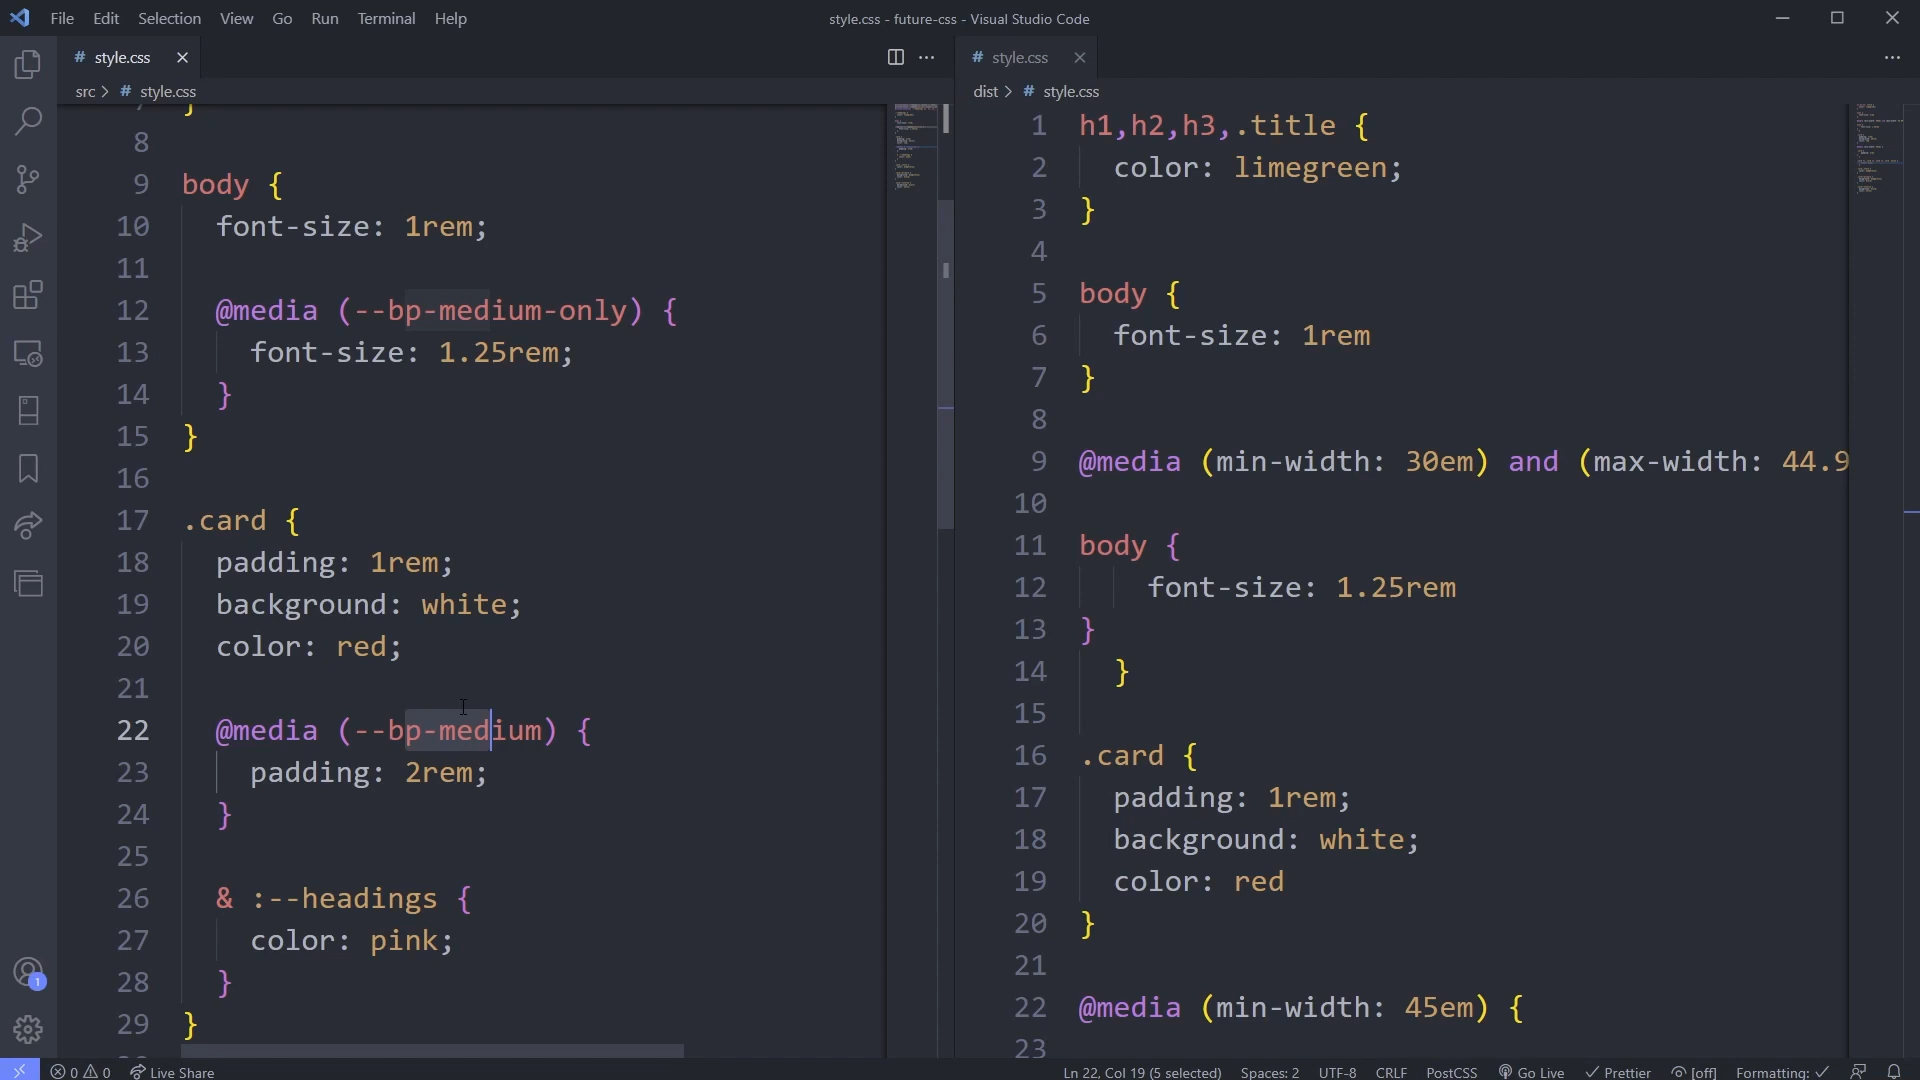 File Edit Selection View Go Run Terminal Help
style.css - future-css - Visual Studio Code
# style.css
src > # style.css
}
8
9 body {
10 font-size: 1rem;
11
12 @media (--bp-medium-only) {
13 font-size: 1.25rem;
14 }
15 }
16
17 .card {
18 padding: 1rem;
19 background: white;
20 color: red;
21
22 @media (--bp-medium) {
23 padding: 2rem;
24 }
25
26 & :--headings {
27 color: pink;
28 }
29 }
# style.css
dist > # style.css
1 h1,h2,h3,.title {
2 color: limegreen;
3 }
4
5 body {
6 font-size: 1rem
7 }
8
9 @media (min-width: 30em) and (max-width: 44.9
10
11 body {
12 font-size: 1.25rem
13 }
14 }
15
16 .card {
17 padding: 1rem;
18 background: white;
19 color: red
20 }
21
22 @media (min-width: 45em) {
23
1
0 0 Live Share
Ln 22, Col 19 (5 selected) Spaces: 2 UTF-8 CRLF PostCSS Go Live Prettier [off] Formatting: ✓